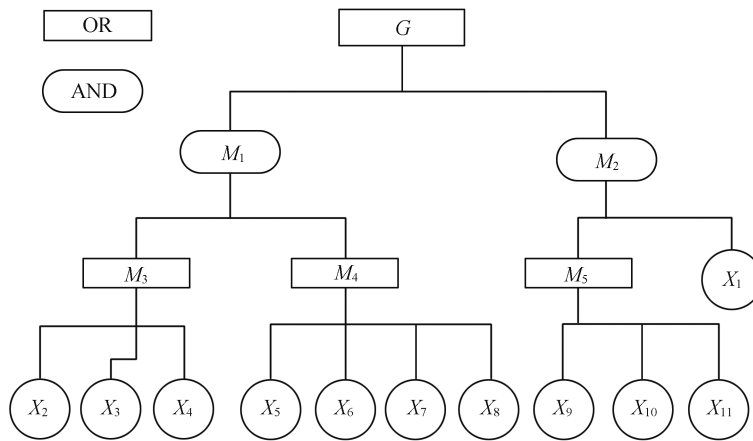 OR
G
AND
M₁
M₂
M₃
M₄
M₅
X₁
X₂ X₃ X₄ X₅ X₆ X₇ X₈ X₉ X₁₀ X₁₁